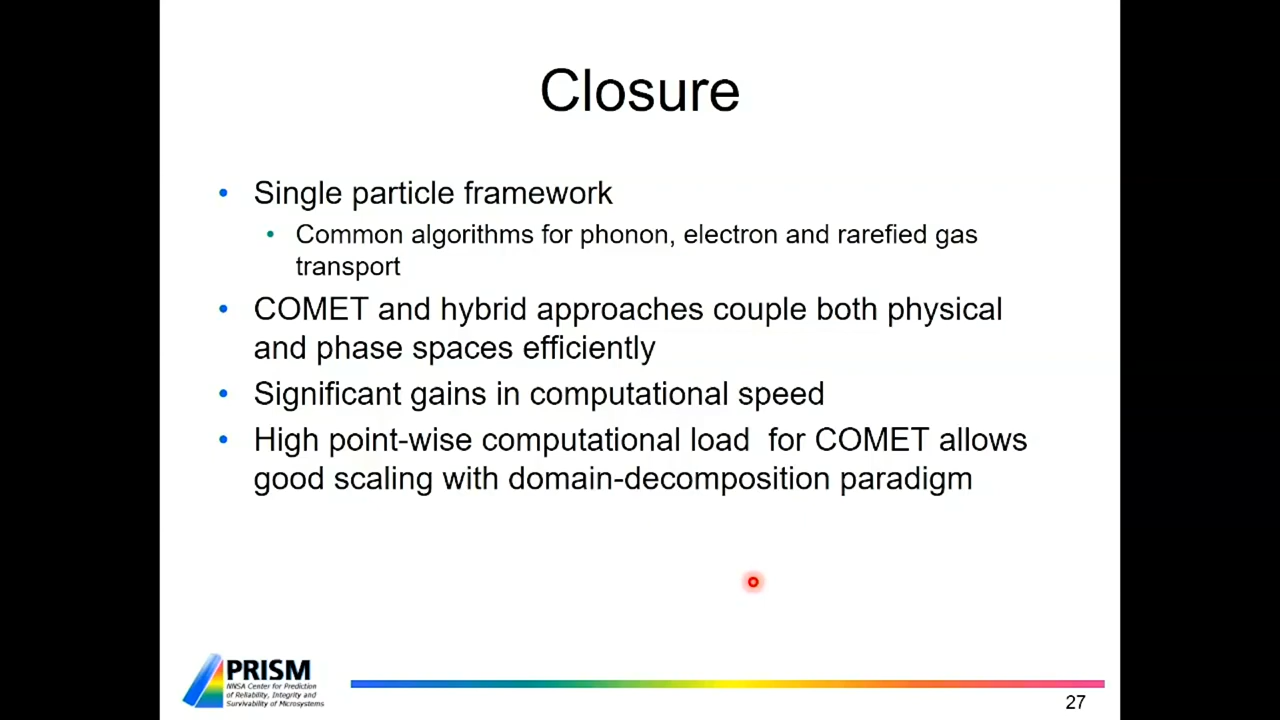 Closure
• Single particle framework
• Common algorithms for phonon, electron and rarefied gas
transport
• COMET and hybrid approaches couple both physical
and phase spaces efficiently
• Significant gains in computational speed
• High point-wise computational load  for COMET allows
good scaling with domain-decomposition paradigm
PRISM
NNSA Center for Prediction
of Reliability, Integrity and
Survivability of Microsystems
27